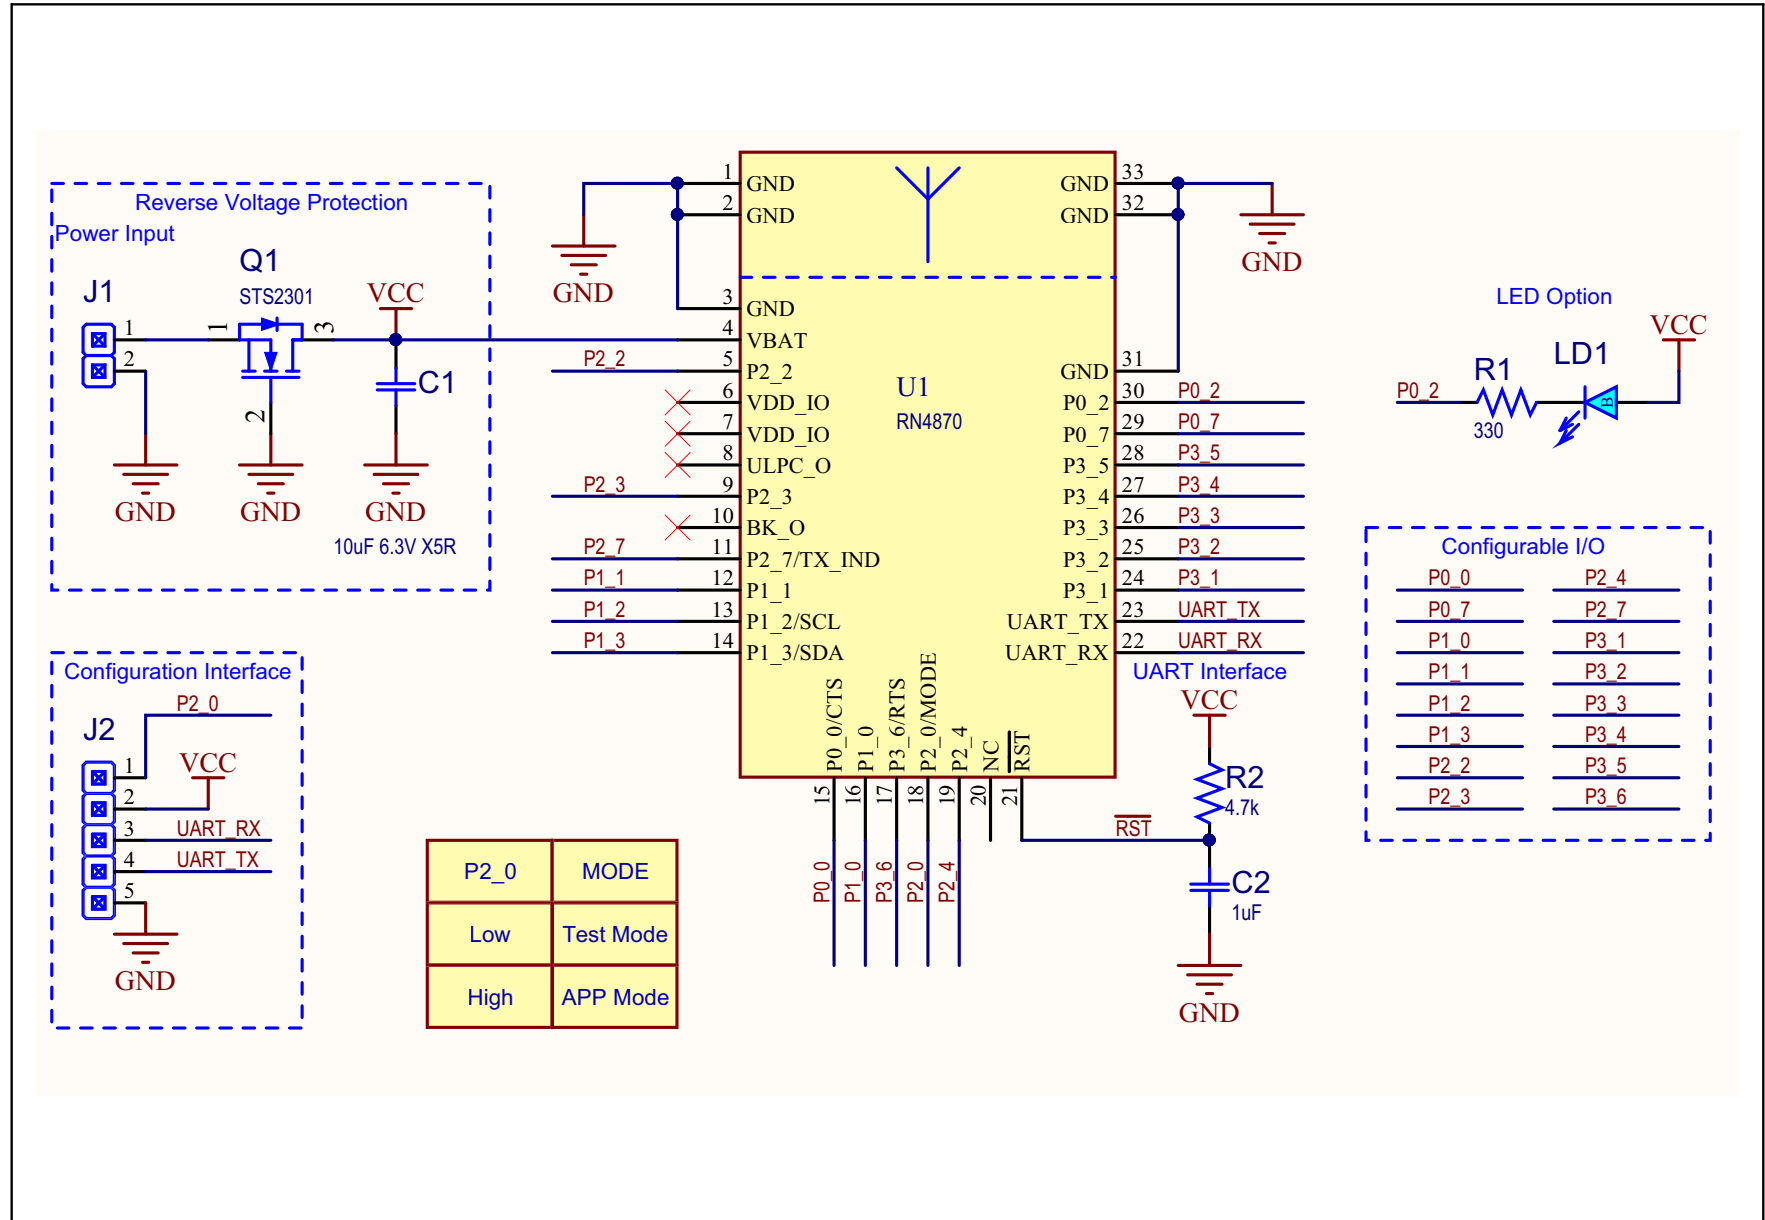 Reverse Voltage Protection
Power Input
J1
1
2
Q1
STS2301
1
3
2
VCC
C1
10uF 6.3V X5R
GND
GND
GND
Configuration Interface
J2
P2_0
1
VCC
2
3
UART_RX
4
UART_TX
5
GND
P2_0 MODE
Low Test Mode
High APP Mode
GND
U1
RN4870
1 GND
2 GND
3 GND
4 VBAT
P2_2 5 P2_2
6 VDD_IO
7 VDD_IO
8 ULPC_O
P2_3 9 P2_3
10 BK_O
P2_7 11 P2_7/TX_IND
P1_1 12 P1_1
P1_2 13 P1_2/SCL
P1_3 14 P1_3/SDA
P0_0/CTS 15 P0_0
P1_0 16 P1_0
P3_6/RTS 17 P3_6
P2_0/MODE 18 P2_0
P2_4 19 P2_4
NC 20
RST 21
GND 33
GND 32
GND
GND 31
P0_2 30 P0_2
P0_7 29 P0_7
P3_5 28 P3_5
P3_4 27 P3_4
P3_3 26 P3_3
P3_2 25 P3_2
P3_1 24 P3_1
UART_TX 23 UART_TX
UART_RX 22 UART_RX
UART Interface
VCC
R2
4.7k
RST
C2
1uF
GND
LED Option
P0_2
R1
330
LD1
B
VCC
Configurable I/O
P0_0 P2_4
P0_7 P2_7
P1_0 P3_1
P1_1 P3_2
P1_2 P3_3
P1_3 P3_4
P2_2 P3_5
P2_3 P3_6